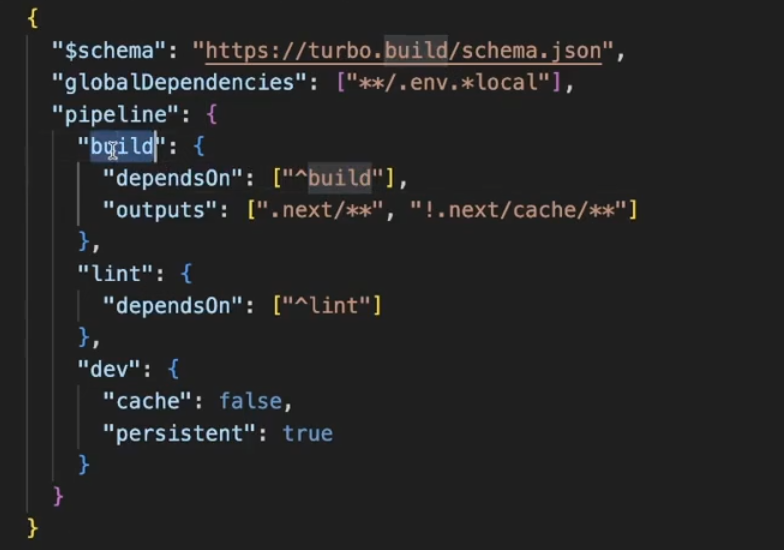 {
"$schema": "https://turbo.build/schema.json",
"globalDependencies": ["**/.env.*local"],
"pipeline": {
"build": {
"dependsOn": ["^build"],
"outputs": [".next/**", "!.next/cache/**"]
},
"lint": {
"dependsOn": ["^lint"]
},
"dev": {
"cache": false,
"persistent": true
}
}
}